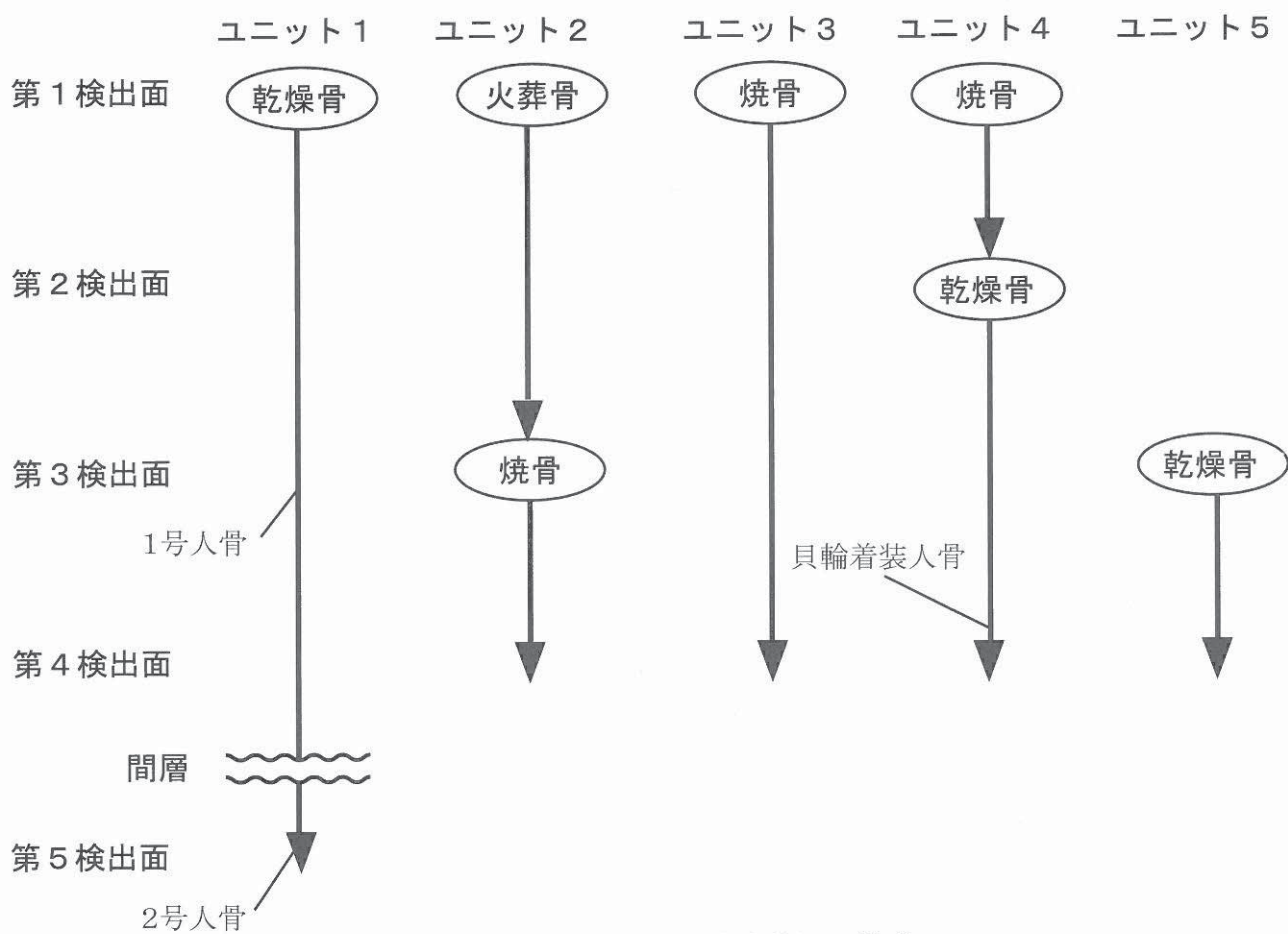 ユニット1 ユニット2 ユニット3 ユニット4 ユニット5
第1検出面 乾燥骨 火葬骨 焼骨 焼骨
第2検出面 乾燥骨
第3検出面 焼骨 乾燥骨
1号人骨 貝輪着装人骨
第4検出面
間層
第5検出面
2号人骨